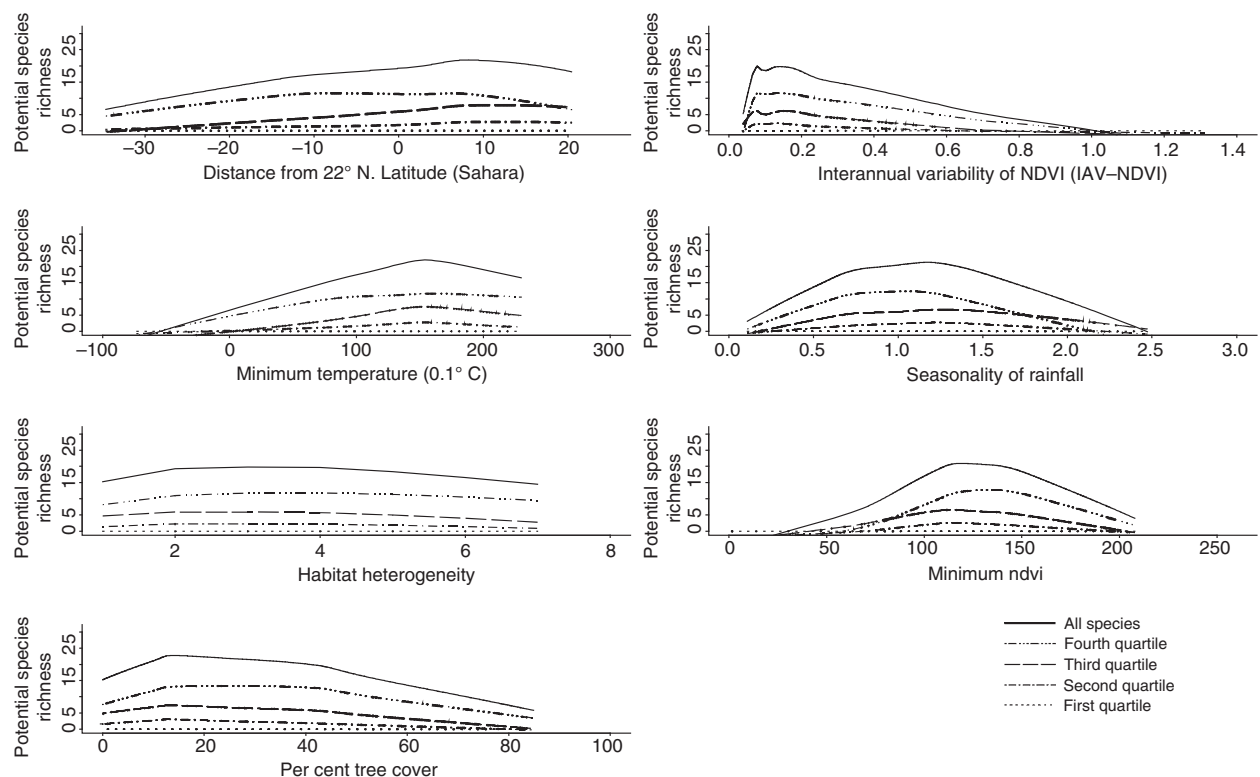 Potential species
richness
25
15
5
0
−30
−20
−10
0
10
20
Distance from 22° N. Latitude (Sahara)
Potential species
richness
25
15
5
0
0.0
0.2
0.4
0.6
0.8
1.0
1.2
1.4
Interannual variability of NDVI (IAV–NDVI)
Potential species
richness
25
15
5
0
−100
0
100
200
300
Minimum temperature (0.1° C)
Potential species
richness
25
15
5
0
0.0
0.5
1.0
1.5
2.0
2.5
3.0
Seasonality of rainfall
Potential species
richness
25
15
5
0
2
4
6
8
Habitat heterogeneity
Potential species
richness
25
15
5
0
0
50
100
150
200
250
Minimum ndvi
Potential species
richness
25
15
5
0
0
20
40
60
80
100
Per cent tree cover
All species
Fourth quartile
Third quartile
Second quartile
First quartile